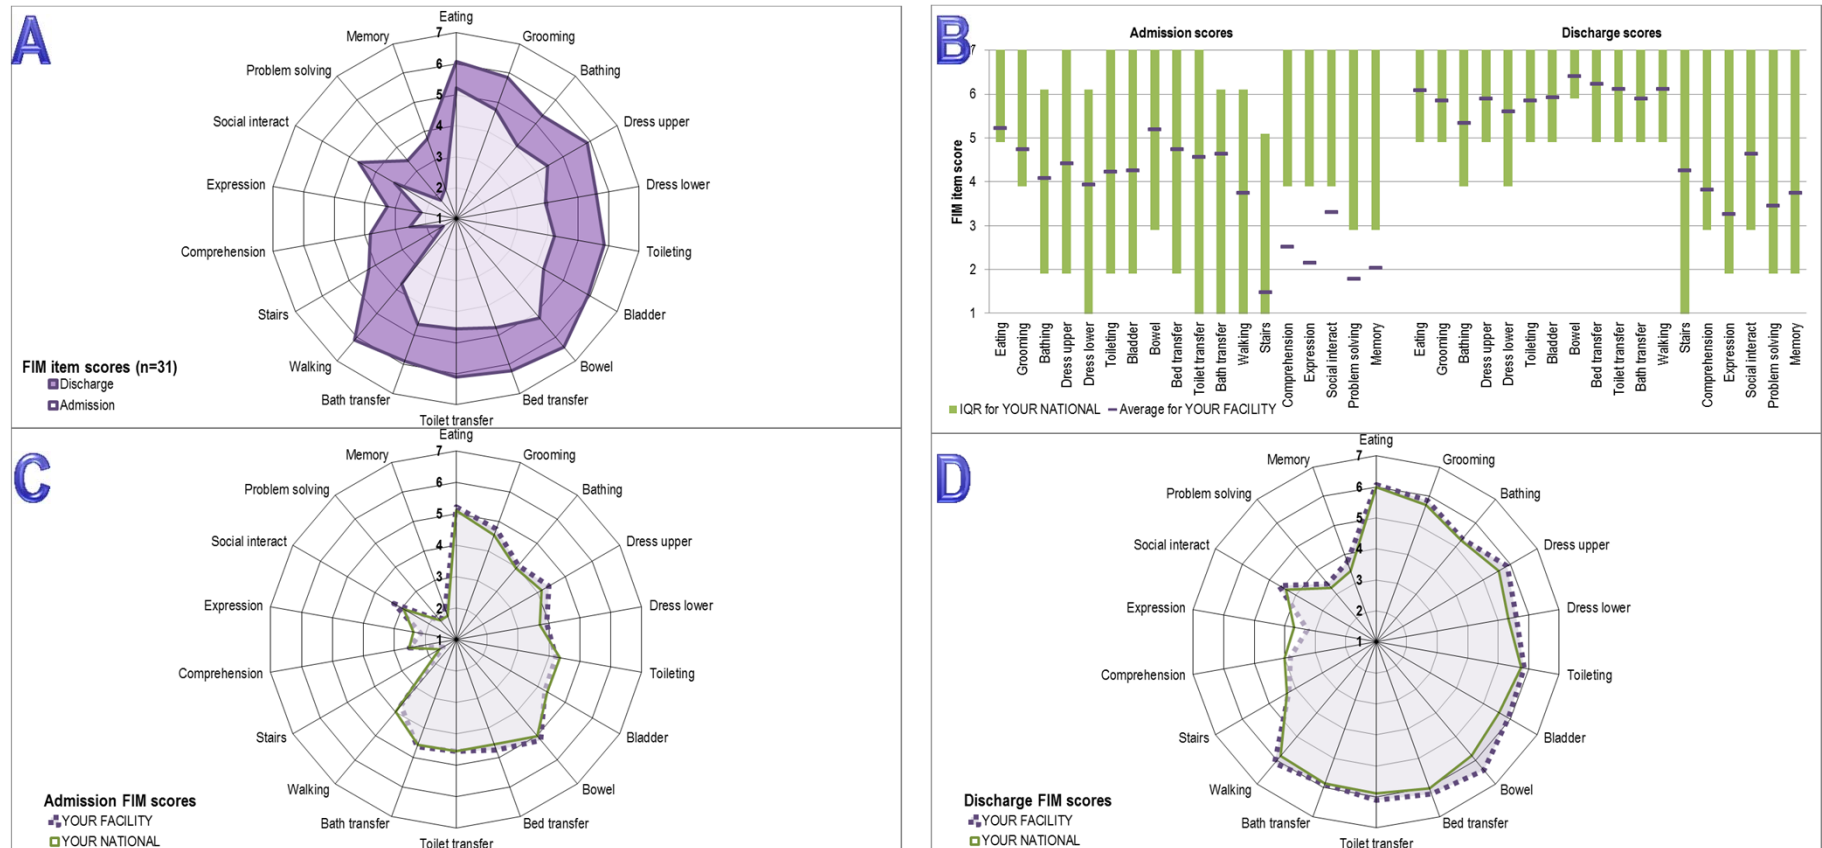 A
Eating
Grooming
Bathing
Dress upper
Dress lower
Toileting
Bladder
Bowel
Bed transfer
Toilet transfer
Bath transfer
Walking
Stairs
Comprehension
Expression
Social interact
Problem solving
Memory
7
6
5
4
3
2
1
FIM item scores (n=31)
Discharge
Admission
B
Admission scores
Discharge scores
FIM item score
7
6
5
4
3
2
1
Eating
Grooming
Bathing
Dress upper
Dress lower
Toileting
Bladder
Bowel
Bed transfer
Toilet transfer
Bath transfer
Walking
Stairs
Comprehension
Expression
Social interact
Problem solving
Memory
Eating
Grooming
Bathing
Dress upper
Dress lower
Toileting
Bladder
Bowel
Bed transfer
Toilet transfer
Bath transfer
Walking
Stairs
Comprehension
Expression
Social interact
Problem solving
Memory
IQR for YOUR NATIONAL
Average for YOUR FACILITY
C
Eating
Grooming
Bathing
Dress upper
Dress lower
Toileting
Bladder
Bowel
Bed transfer
Toilet transfer
Bath transfer
Walking
Stairs
Comprehension
Expression
Social interact
Problem solving
Memory
7
6
5
4
3
2
1
Admission FIM scores
YOUR FACILITY
YOUR NATIONAL
D
Eating
Grooming
Bathing
Dress upper
Dress lower
Toileting
Bladder
Bowel
Bed transfer
Toilet transfer
Bath transfer
Walking
Stairs
Comprehension
Expression
Social interact
Problem solving
Memory
7
6
5
4
3
2
1
Discharge FIM scores
YOUR FACILITY
YOUR NATIONAL